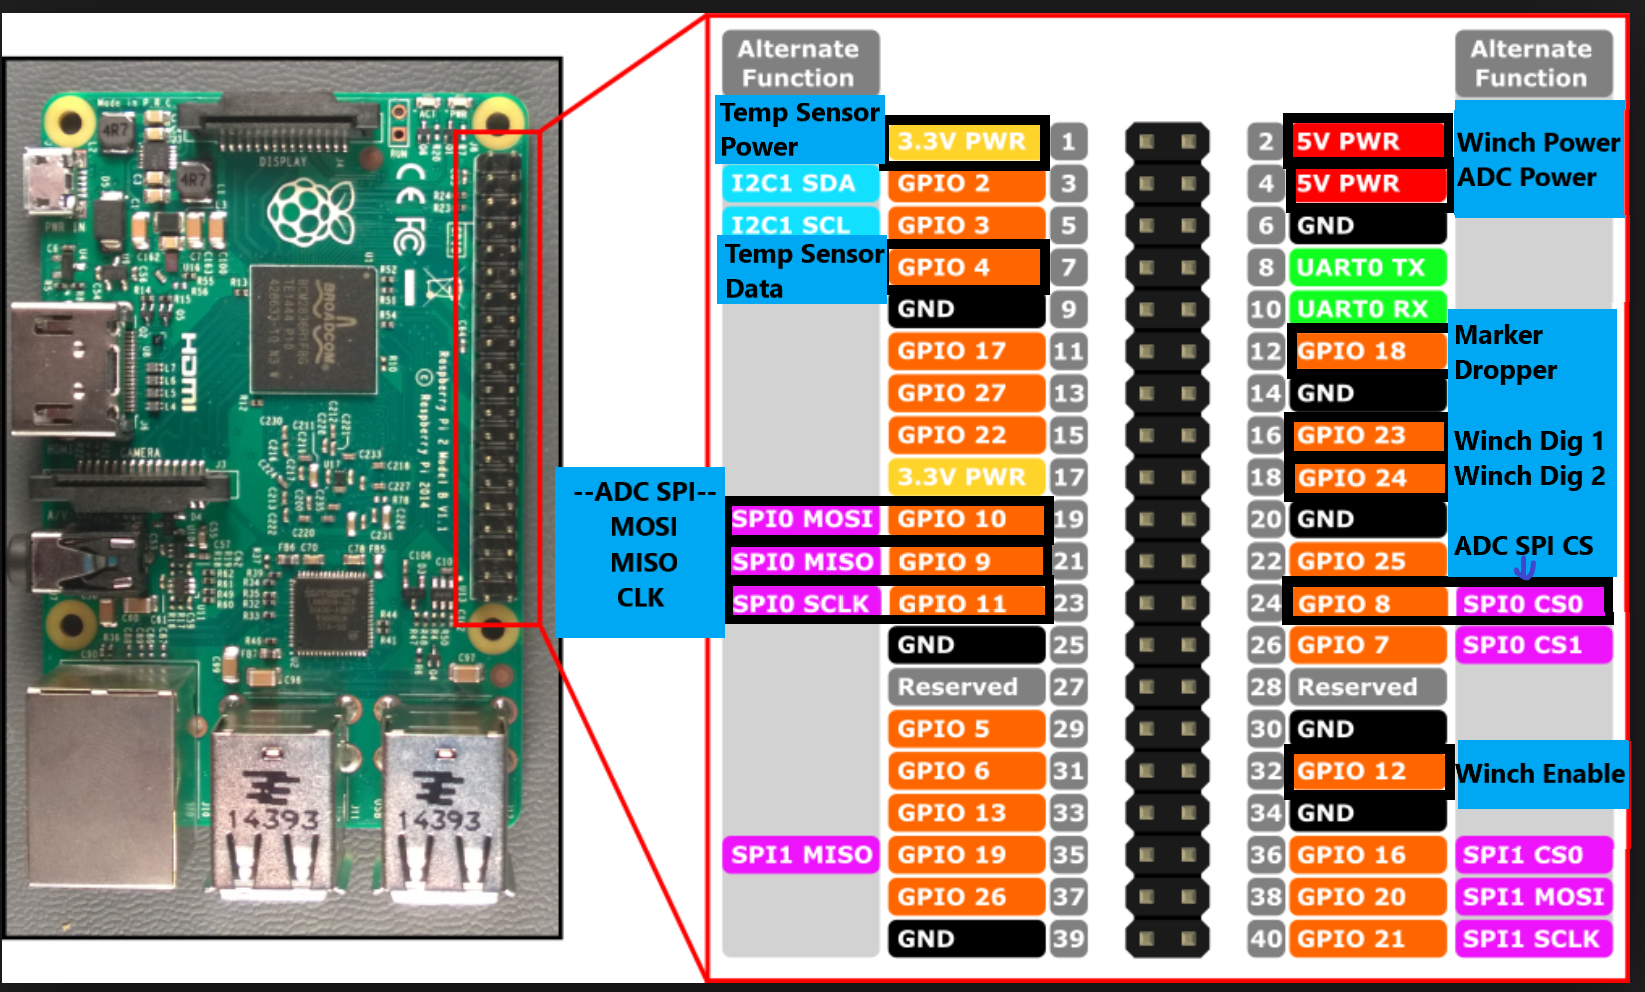 Made in P.R.C
4R7
4R7
DISPLAY
RUN
ACT
PWR
PWR IN
BROADCOM
HDMI
CAMERA
A/V
Raspberry Pi 2 Model B V1.1
© Raspberry Pi 2014
14393
14393
Alternate
Function
Alternate
Function
Temp Sensor
Power
3.3V PWR 1
2 5V PWR
Winch Power
I2C1 SDA GPIO 2 3
4 5V PWR
ADC Power
I2C1 SCL GPIO 3 5
6 GND
Temp Sensor
Data
GPIO 4 7
8 UART0 TX
GND 9
10 UART0 RX
GPIO 17 11
12 GPIO 18
Marker
Dropper
GPIO 27 13
14 GND
GPIO 22 15
16 GPIO 23
Winch Dig 1
3.3V PWR 17
18 GPIO 24
Winch Dig 2
--ADC SPI--
MOSI
MISO
CLK
SPI0 MOSI GPIO 10 19
20 GND
SPI0 MISO GPIO 9 21
22 GPIO 25
ADC SPI CS
SPI0 SCLK GPIO 11 23
24 GPIO 8 SPI0 CS0
GND 25
26 GPIO 7 SPI0 CS1
Reserved 27
28 Reserved
GPIO 5 29
30 GND
GPIO 6 31
32 GPIO 12
Winch Enable
GPIO 13 33
34 GND
SPI1 MISO GPIO 19 35
36 GPIO 16 SPI1 CS0
GPIO 26 37
38 GPIO 20 SPI1 MOSI
GND 39
40 GPIO 21 SPI1 SCLK